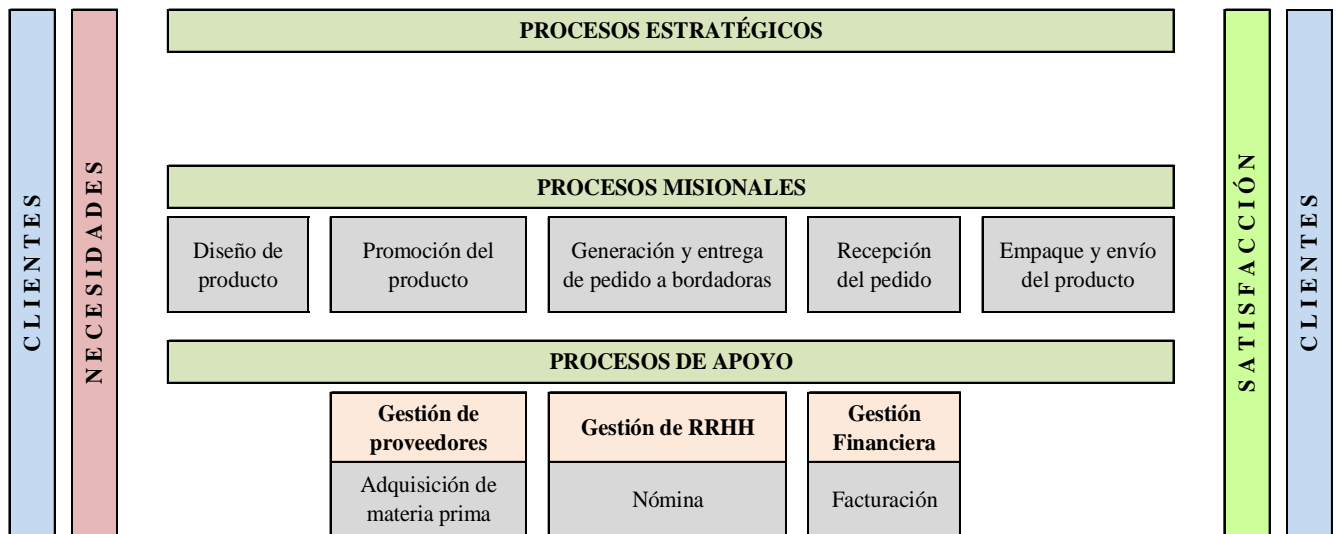 CLIENTES
NECESIDADES
PROCESOS ESTRATÉGICOS
PROCESOS MISIONALES
Diseño de
producto
Promoción del
producto
Generación y entrega
de pedido a bordadoras
Recepción
del pedido
Empaque y envío
del producto
PROCESOS DE APOYO
Gestión de
proveedores
Adquisición de
materia prima
Gestión de RRHH
Nómina
Gestión
Financiera
Facturación
SATISFACCIÓN
CLIENTES